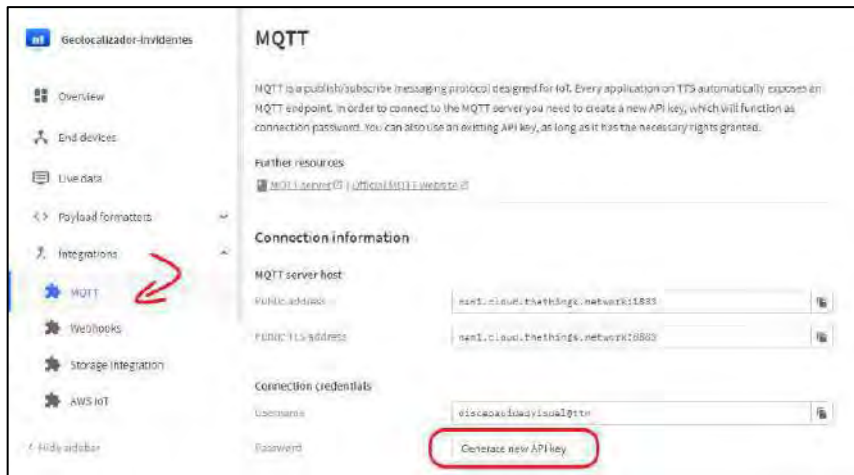 Geolocalizador-Invidentes
Overview
End devices
Live data
Payload formatters
Integrations
MQTT
Webhooks
Storage Integration
AWS IoT
Hide sidebar
MQTT
MQTT is a publish/subscribe messaging protocol designed for IoT. Every application on TTS automatically exposes an
MQTT endpoint. In order to connect to the MQTT server you need to create a new API key, which will function as
connection password. You can also use an existing API key, as long as it has the necessary rights granted.
Further resources
MQTT server | Official MQTT website
Connection information
MQTT server host
Public address
nam1.cloud.thethings.network:1883
Public TLS address
nam1.cloud.thethings.network:8883
Connection credentials
Username
Password
Generate new API key